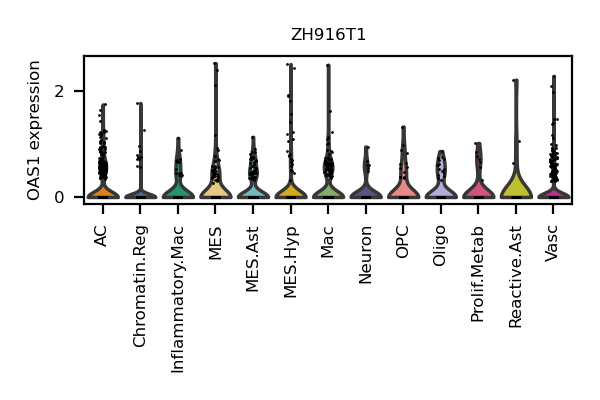 ZH916T1
OAS1 expression
2
0
AC
Chromatin.Reg
Inflammatory.Mac
MES
MES.Ast
MES.Hyp
Mac
Neuron
OPC
Oligo
Prolif.Metab
Reactive.Ast
Vasc